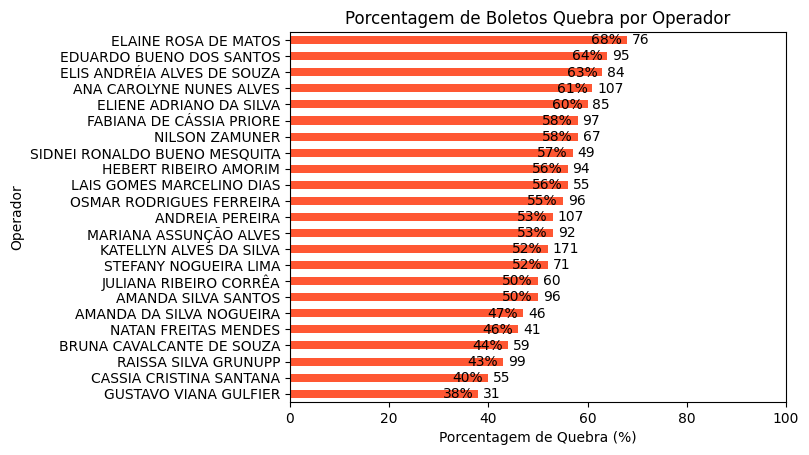 Porcentagem de Boletos Quebra por Operador
ELAINE ROSA DE MATOS 68% 76
EDUARDO BUENO DOS SANTOS 64% 95
ELIS ANDRÉIA ALVES DE SOUZA 63% 84
ANA CAROLYNE NUNES ALVES 61% 107
ELIENE ADRIANO DA SILVA 60% 85
FABIANA DE CÁSSIA PRIORE 58% 97
NILSON ZAMUNER 58% 67
SIDNEI RONALDO BUENO MESQUITA 57% 49
HEBERT RIBEIRO AMORIM 56% 94
LAIS GOMES MARCELINO DIAS 56% 55
OSMAR RODRIGUES FERREIRA 55% 96
ANDREIA PEREIRA 53% 107
MARIANA ASSUNÇÃO ALVES 53% 92
KATELLYN ALVES DA SILVA 52% 171
STEFANY NOGUEIRA LIMA 52% 71
JULIANA RIBEIRO CORRÊA 50% 60
AMANDA SILVA SANTOS 50% 96
AMANDA DA SILVA NOGUEIRA 47% 46
NATAN FREITAS MENDES 46% 41
BRUNA CAVALCANTE DE SOUZA 44% 59
RAISSA SILVA GRUNUPP 43% 99
CASSIA CRISTINA SANTANA 40% 55
GUSTAVO VIANA GULFIER 38% 31
Operador
0 20 40 60 80 100
Porcentagem de Quebra (%)